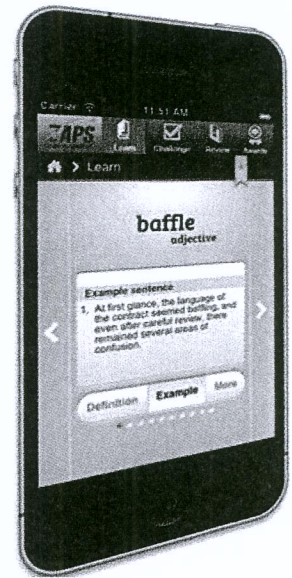 Carrier 11:51 AM
ZAPS Learn Challenge Review Awards
> Learn
baffle
adjective
Example sentence
1. At first glance, the language of
the contract seemed baffling, and
even after careful review, there
remained several areas of
confusion.
Definition Example More